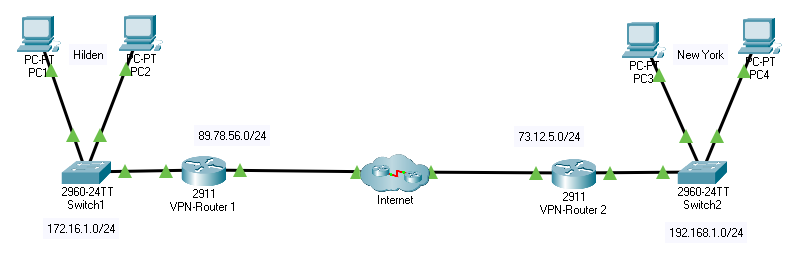 PC-PT
PC1
Hilden
PC-PT
PC2
PC-PT
PC3
New York
PC-PT
PC4
89.78.56.0/24
73.12.5.0/24
2960-24TT
Switch1
2911
VPN-Router 1
Internet
2911
VPN-Router 2
2960-24TT
Switch2
172.16.1.0/24
192.168.1.0/24